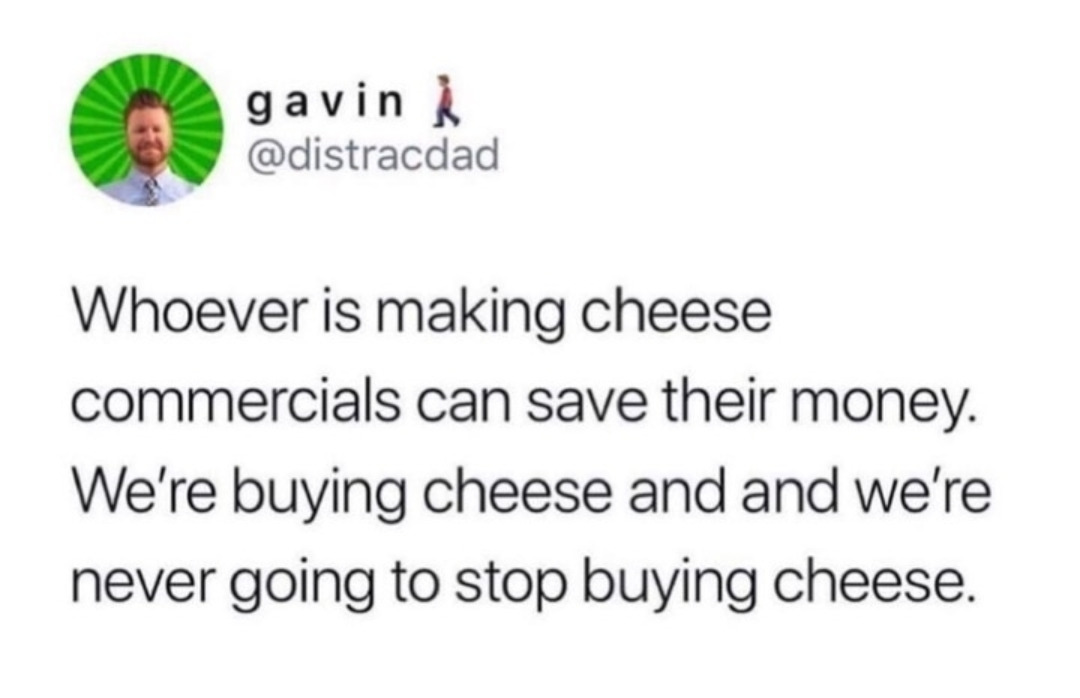 gavin
@distracdad
Whoever is making cheese
commercials can save their money.
We're buying cheese and and we're
never going to stop buying cheese.